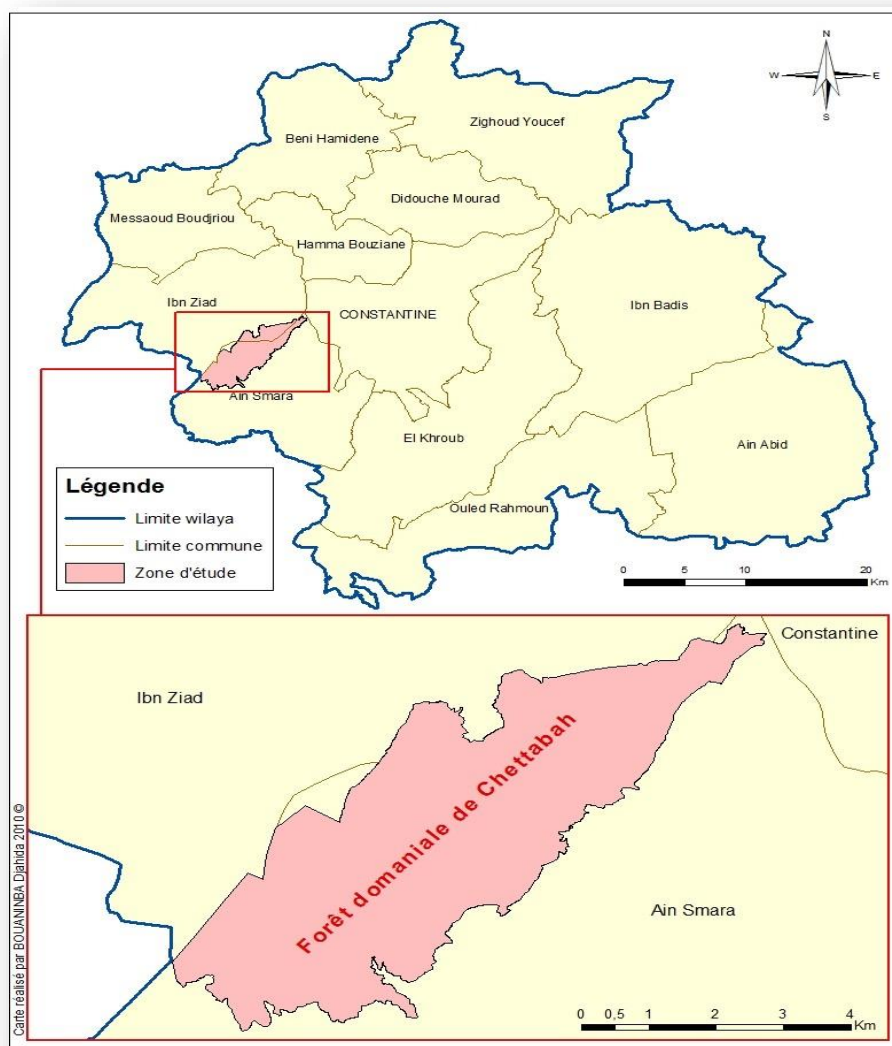 N
W E
S
Zighoud Youcef
Beni Hamidene
Didouche Mourad
Messaoud Boudjriou
Hamma Bouziane
Ibn Ziad
CONSTANTINE
Ibn Badis
Ain Smara
El Khroub
Ain Abid
Ouled Rahmoun
Légende
Limite wilaya
Limite commune
Zone d'étude
0 5 10 20
Km
Constantine
Ibn Ziad
Forêt domaniale de Chettabah
Ain Smara
0 0,5 1 2 3 4
Km
Carte réalisé par BOUANINBA Djahida 2010 ©